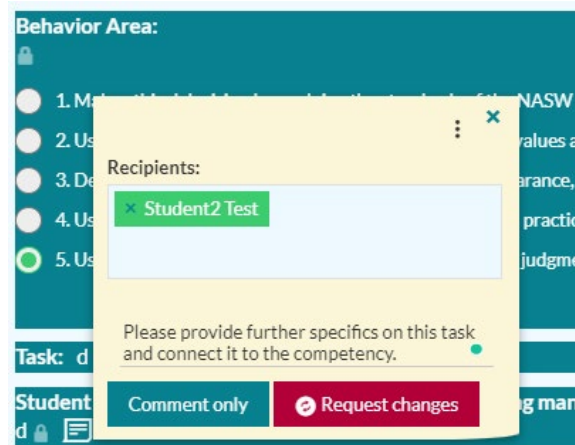 Behavior Area:
1. NASW
2. Us values a
3. De arance,
4. Us practic
5. Us judgme
Recipients:
× Student2 Test
Please provide further specifics on this task
and connect it to the competency.
Task: d
Comment only
Request changes
Student g man
d